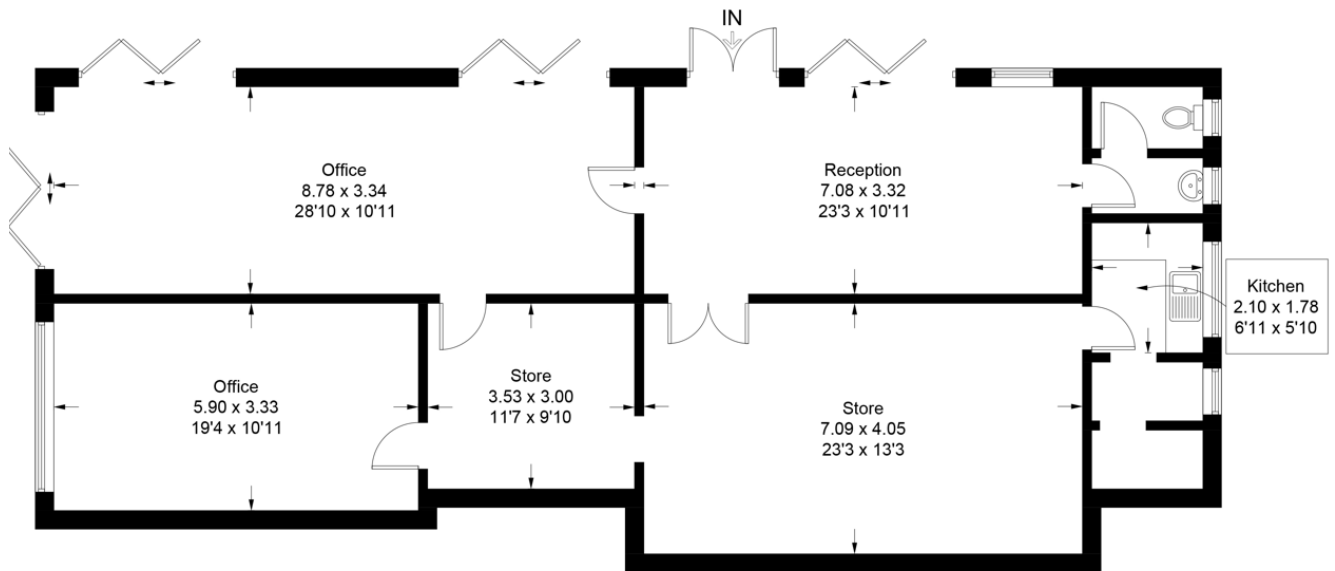 IN
Office
8.78 x 3.34
28'10 x 10'11
Reception
7.08 x 3.32
23'3 x 10'11
Kitchen
2.10 x 1.78
6'11 x 5'10
Office
5.90 x 3.33
19'4 x 10'11
Store
3.53 x 3.00
11'7 x 9'10
Store
7.09 x 4.05
23'3 x 13'3